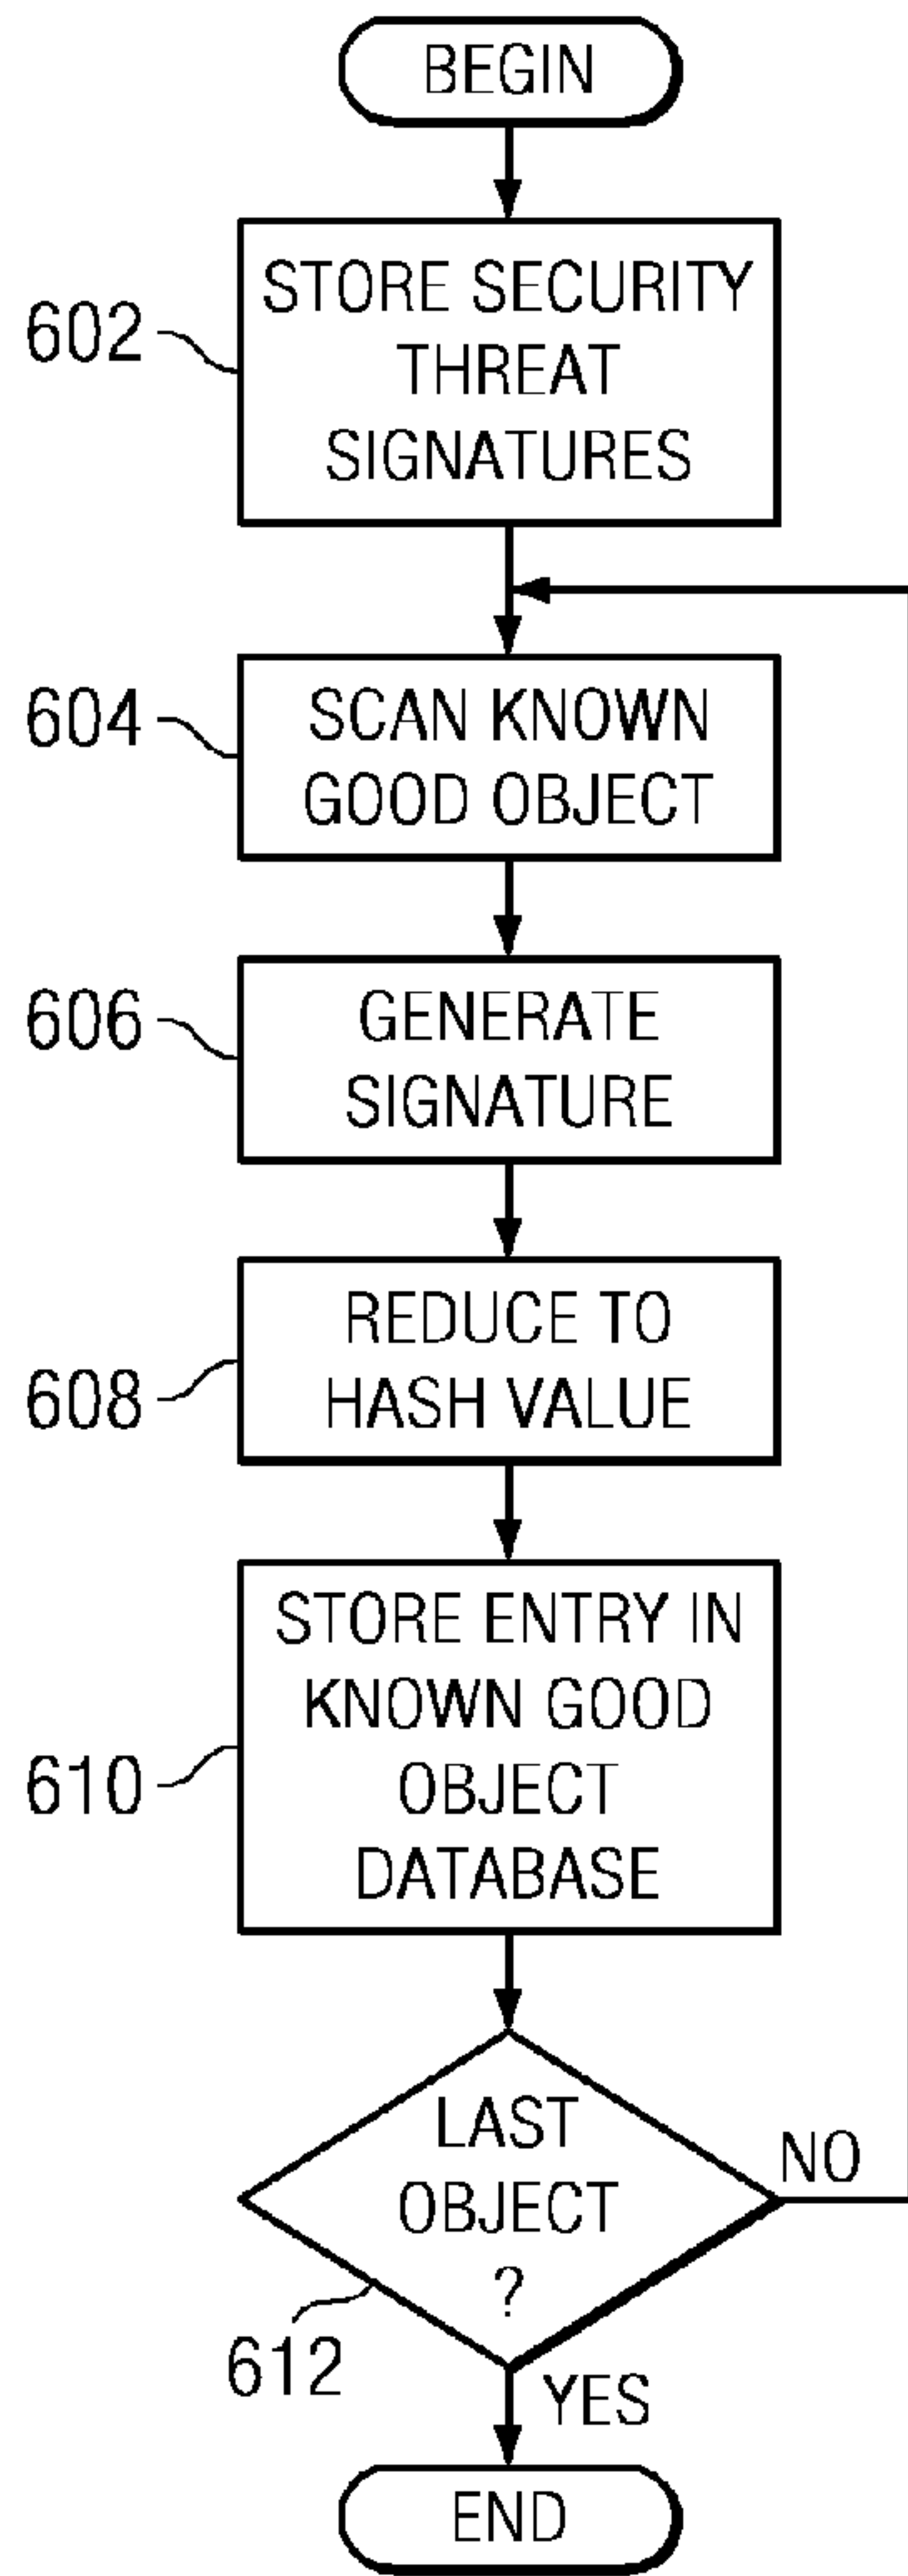 BEGIN
602
STORE SECURITY
THREAT
SIGNATURES
604
SCAN KNOWN
GOOD OBJECT
606
GENERATE
SIGNATURE
608
REDUCE TO
HASH VALUE
610
STORE ENTRY IN
KNOWN GOOD
OBJECT
DATABASE
LAST
OBJECT
?
NO
612
YES
END